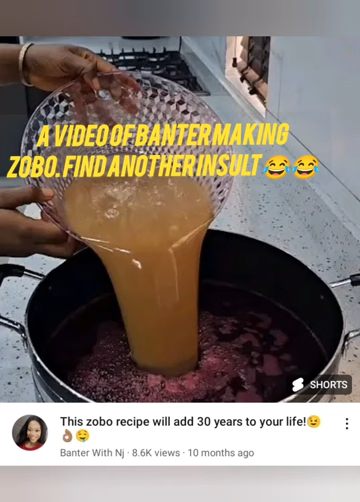 A VIDEO OF BANTER MAKING
ZOBO. FIND ANOTHER INSULT 😂😂
SHORTS
This zobo recipe will add 30 years to your life!😉
👌🏽🤤
Banter With Nj · 8.6K views · 10 months ago